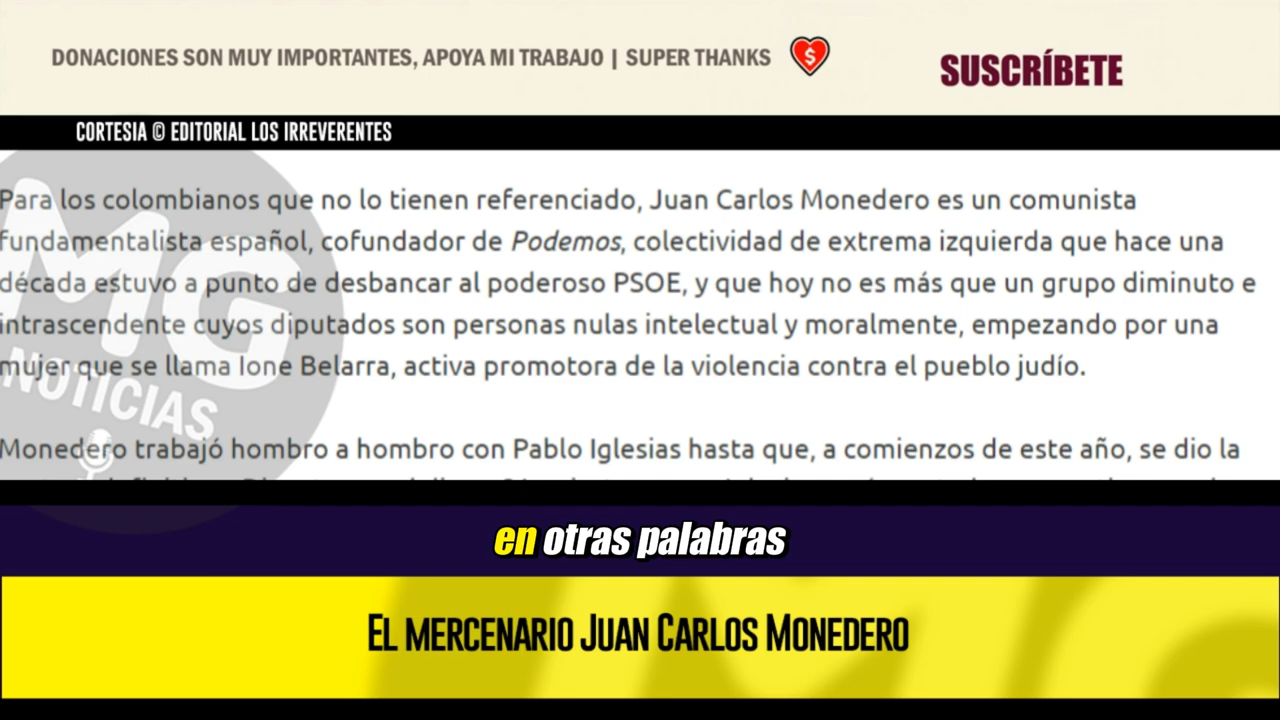 DONACIONES SON MUY IMPORTANTES, APOYA MI TRABAJO | SUPER THANKS
SUSCRÍBETE
CORTESIA © EDITORIAL LOS IRREVERENTES
Para los colombianos que no lo tienen referenciado, Juan Carlos Monedero es un comunista
fundamentalista español, cofundador de Podemos, colectividad de extrema izquierda que hace una
década estuvo a punto de desbancar al poderoso PSOE, y que hoy no es más que un grupo diminuto e
intrascendente cuyos diputados son personas nulas intelectual y moralmente, empezando por una
mujer que se llama Ione Belarra, activa promotora de la violencia contra el pueblo judío.
MG
NOTICIAS
Monedero trabajó hombro a hombro con Pablo Iglesias hasta que, a comienzos de este año, se dio la
en otras palabras
EL MERCENARIO JUAN CARLOS MONEDERO